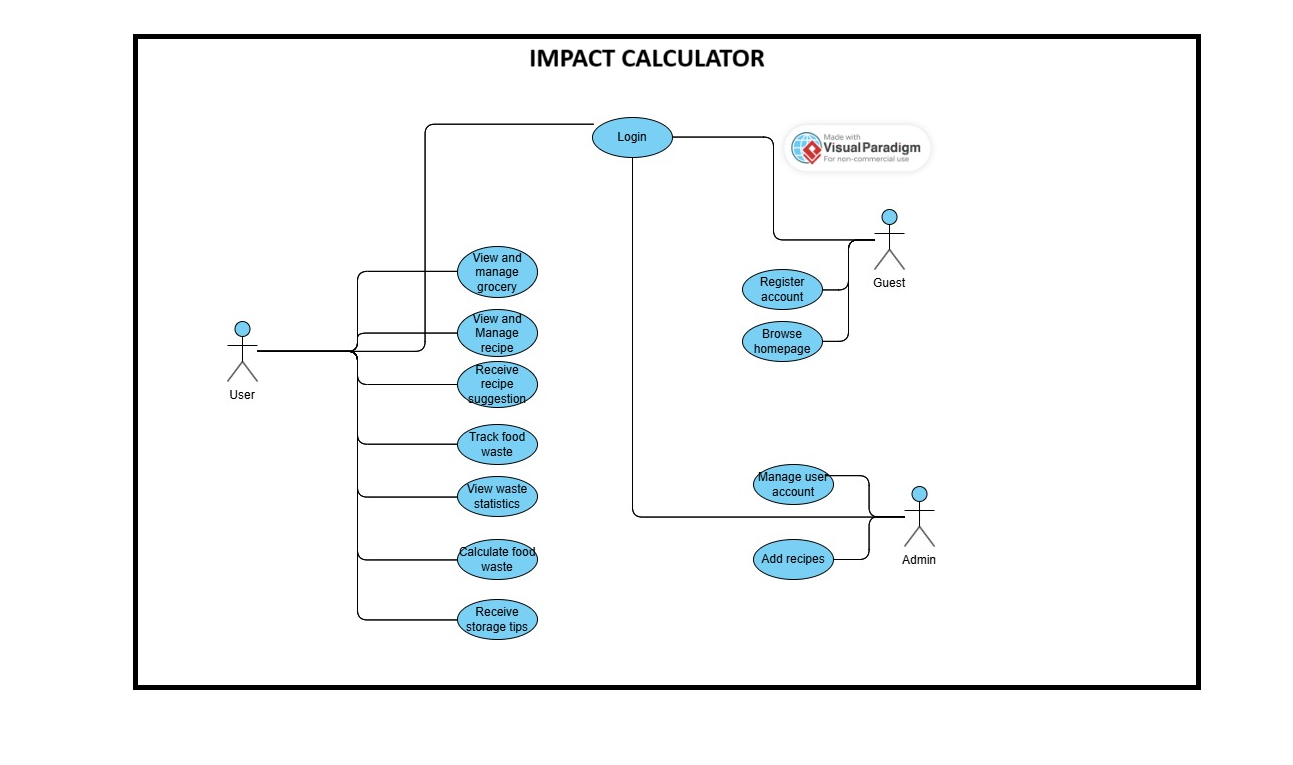 IMPACT CALCULATOR
Login
Made with
Visual Paradigm
For non-commercial use
View and
manage
grocery
Guest
Register
account
View and
Manage
recipe
Browse
homepage
User
Receive
recipe
suggestion
Track food
waste
Manage user
account
View waste
statistics
Calculate food
waste
Add recipes
Admin
Receive
storage tips